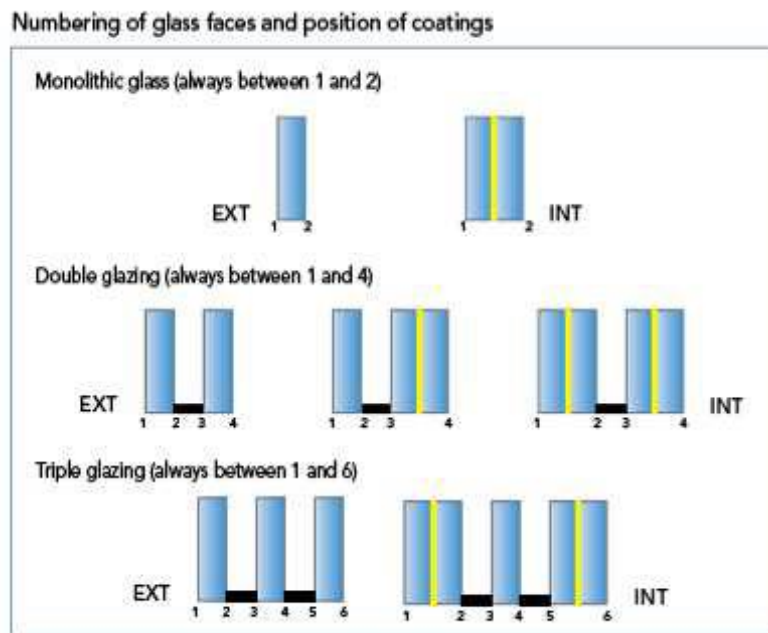 Numbering of glass faces and position of coatings
Monolithic glass (always between 1 and 2)
EXT 1 2 1 2 INT
Double glazing (always between 1 and 4)
EXT 1 2 3 4 1 2 3 4 1 2 3 4 INT
Triple glazing (always between 1 and 6)
EXT 1 2 3 4 5 6 1 2 3 4 5 6 INT